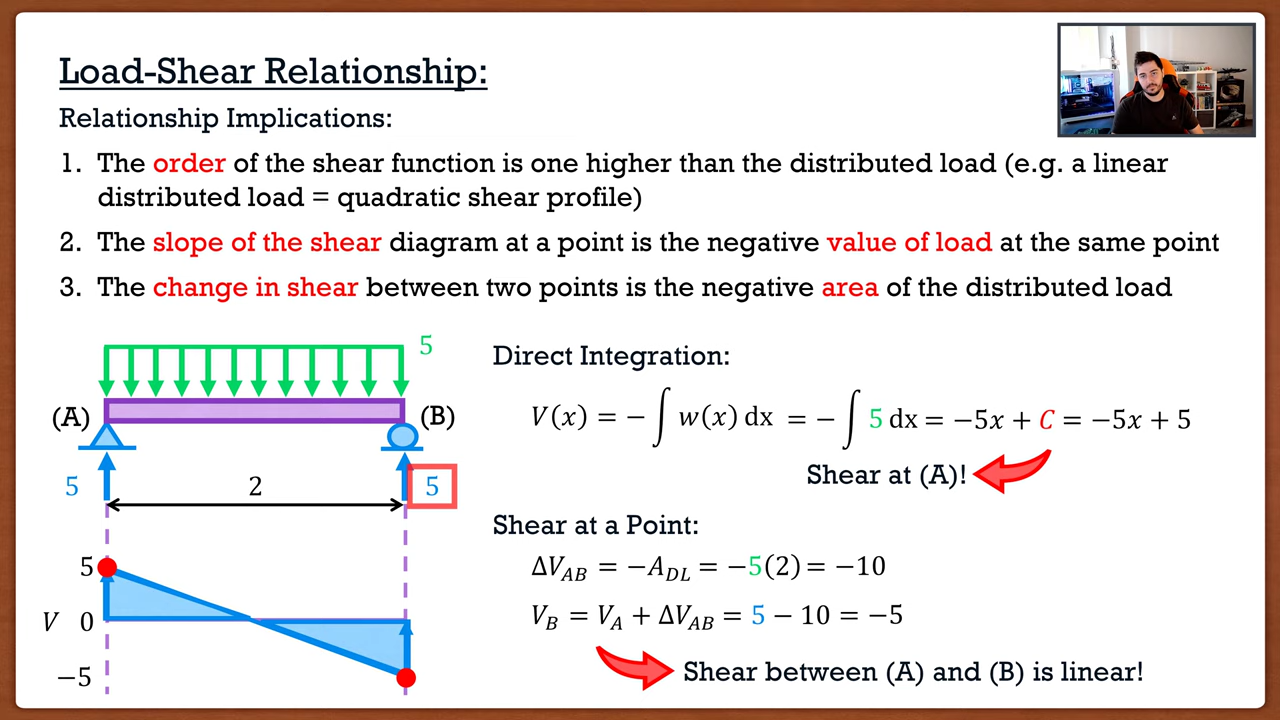 Load-Shear Relationship:
Relationship Implications:
1. The order of the shear function is one higher than the distributed load (e.g. a linear
distributed load = quadratic shear profile)
2. The slope of the shear diagram at a point is the negative value of load at the same point
3. The change in shear between two points is the negative area of the distributed load
5
(A)
(B)
5
2
5
5
V 0
−5
Direct Integration:
V(x) = −∫ w(x) dx = −∫ 5 dx = −5x + C = −5x + 5
Shear at (A)!
Shear at a Point:
ΔV_AB = −A_DL = −5(2) = −10
V_B = V_A + ΔV_AB = 5 − 10 = −5
Shear between (A) and (B) is linear!